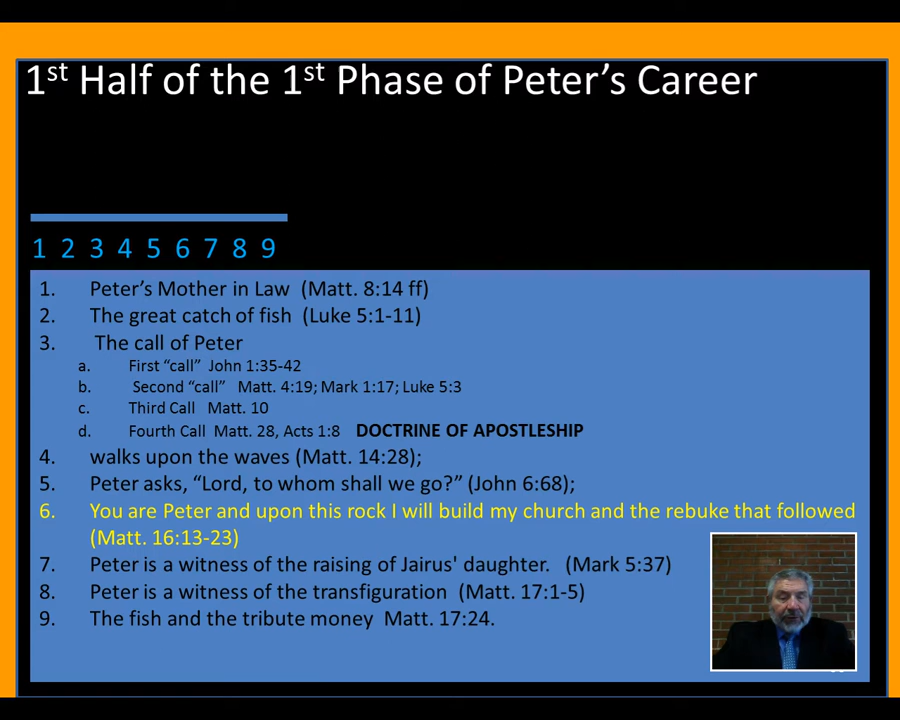 1st Half of the 1st Phase of Peter’s Career
1 2 3 4 5 6 7 8 9
1. Peter’s Mother in Law (Matt. 8:14 ff)
2. The great catch of fish (Luke 5:1-11)
3. The call of Peter
a. First “call” John 1:35-42
b. Second “call” Matt. 4:19; Mark 1:17; Luke 5:3
c. Third Call Matt. 10
d. Fourth Call Matt. 28, Acts 1:8 DOCTRINE OF APOSTLESHIP
4. walks upon the waves (Matt. 14:28);
5. Peter asks, “Lord, to whom shall we go?” (John 6:68);
6. You are Peter and upon this rock I will build my church and the rebuke that followed
(Matt. 16:13-23)
7. Peter is a witness of the raising of Jairus' daughter. (Mark 5:37)
8. Peter is a witness of the transfiguration (Matt. 17:1-5)
9. The fish and the tribute money Matt. 17:24.